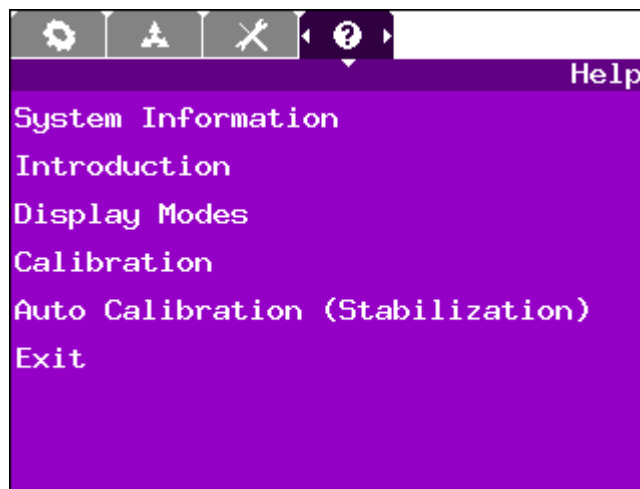 Help
System Information
Introduction
Display Modes
Calibration
Auto Calibration (Stabilization)
Exit